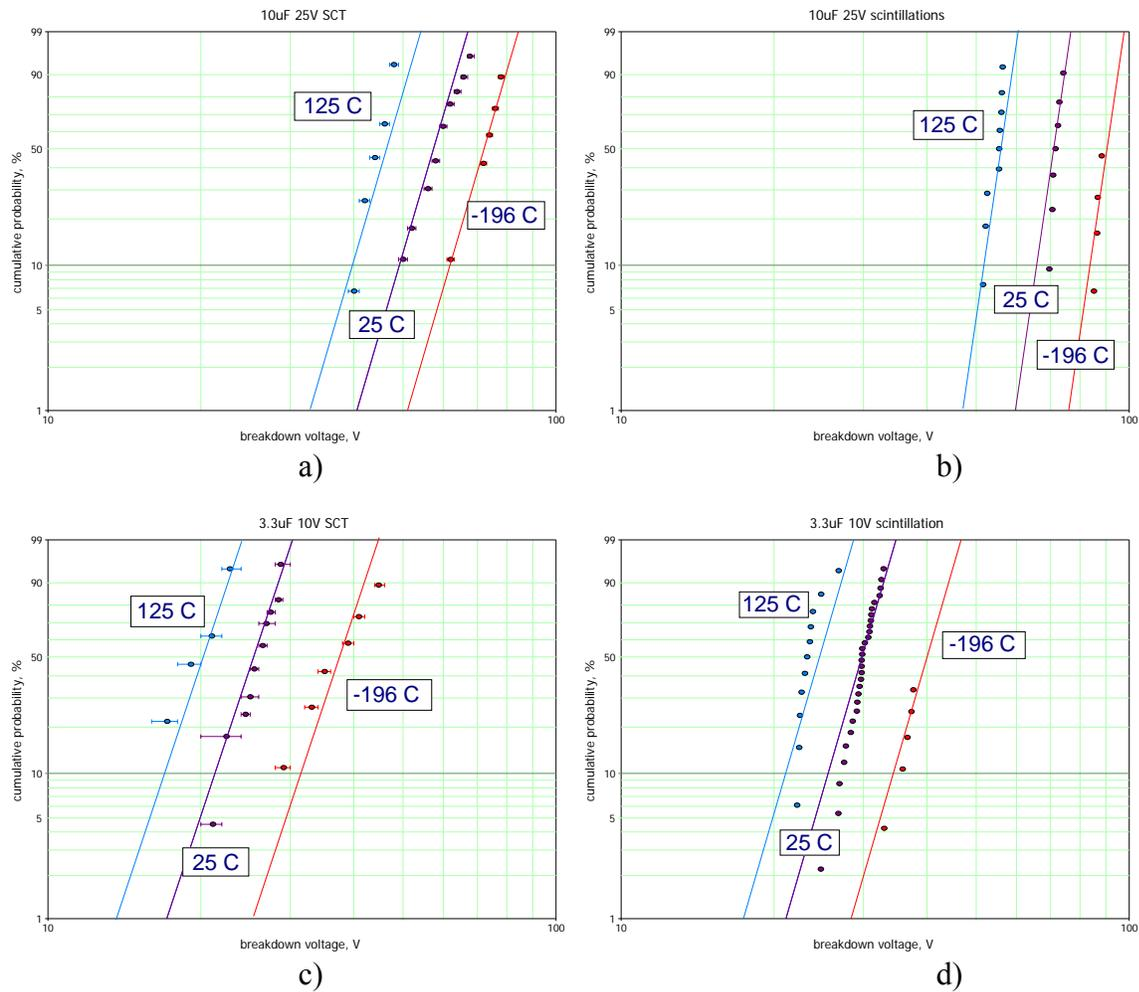 10uF 25V SCT
99
90
50
10
5
1
cumulative probability, %
125 C
-196 C
25 C
10
100
breakdown voltage, V
a)
10uF 25V scintillations
99
90
50
10
5
1
cumulative probability, %
125 C
25 C
-196 C
10
100
breakdown voltage, V
b)
3.3uF 10V SCT
99
90
50
10
5
1
cumulative probability, %
125 C
-196 C
25 C
10
100
breakdown voltage, V
c)
3.3uF 10V scintillation
99
90
50
10
5
1
cumulative probability, %
125 C
-196 C
25 C
10
100
breakdown voltage, V
d)